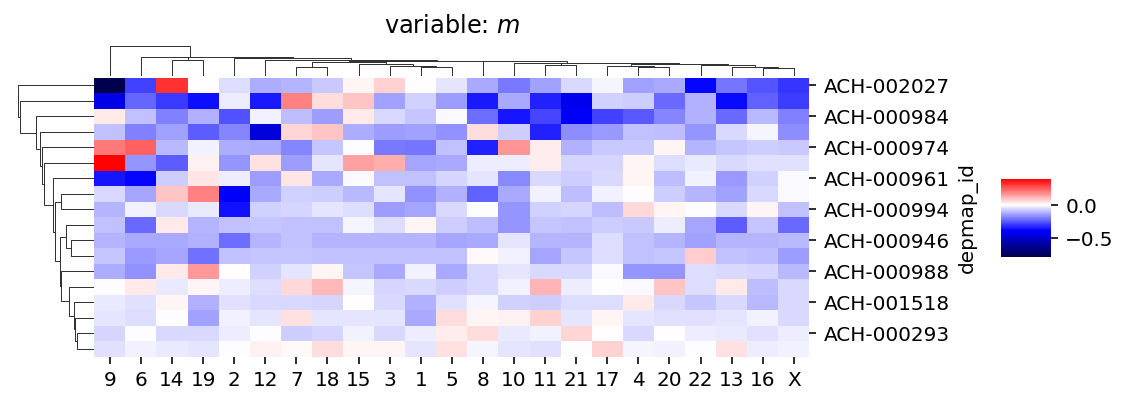 variable: m
ACH-002027
ACH-000984
ACH-000974
ACH-000961
ACH-000994
ACH-000946
ACH-000988
ACH-001518
ACH-000293
depmap_id
0.0
−0.5
9 6 14 19 2 12 7 18 15 3 1 5 8 10 11 21 17 4 20 22 13 16 X